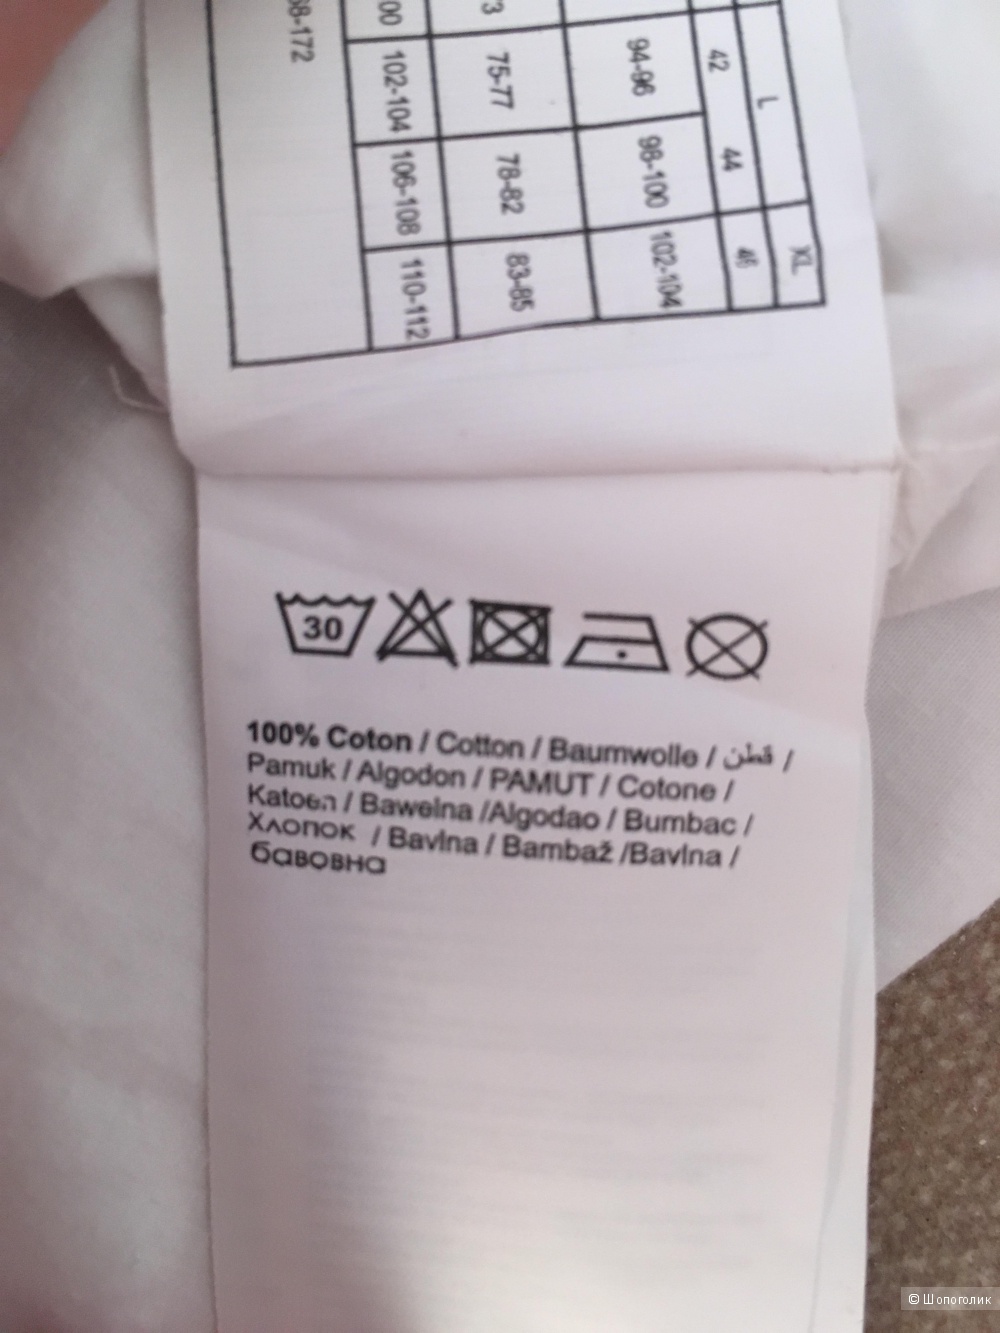 L XL
42 44 46
94-96 98-100 102-104
75-77 78-82 83-85
102-104 106-108 110-112
30
100% Coton / Cotton / Baumwolle / قطن /
Pamuk / Algodon / PAMUT / Cotone /
Katoen / Bawelna /Algodao / Bumbac /
Хлопок / Bavlna / Bambaž /Bavlna /
бавовна
© Шопоголик